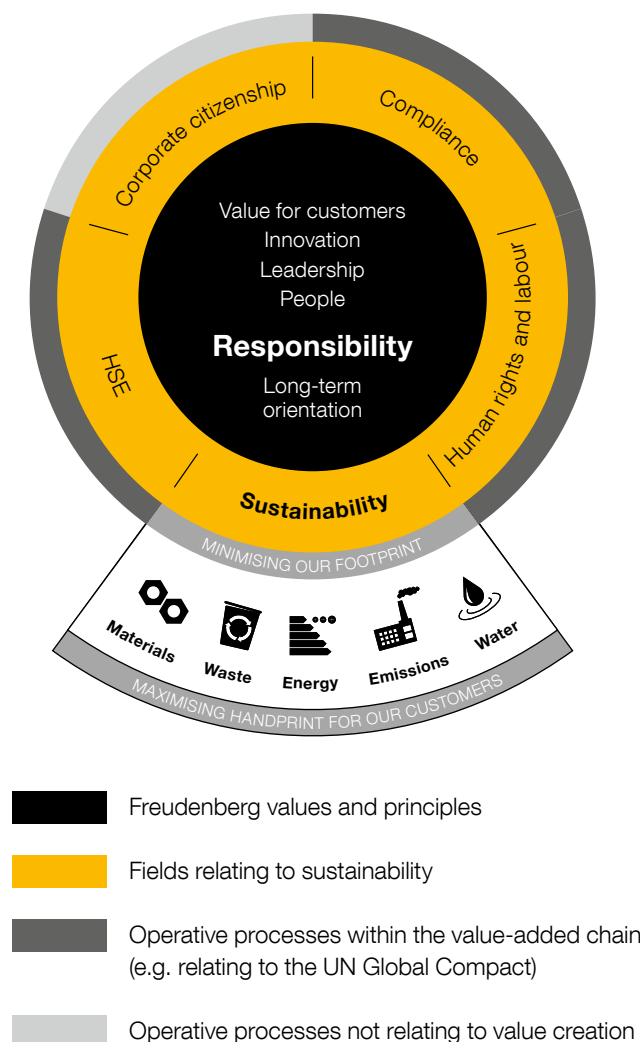 Corporate citizenship
Compliance
Value for customers
Innovation
Leadership
People
Responsibility
Long-term
orientation
HSE
Human rights and labour
Sustainability
MINIMISING OUR FOOTPRINT
Materials
Waste
Energy
Emissions
Water
MAXIMISING HANDPRINT FOR OUR CUSTOMERS
Freudenberg values and principles
Fields relating to sustainability
Operative processes within the value-added chain
(e.g. relating to the UN Global Compact)
Operative processes not relating to value creation